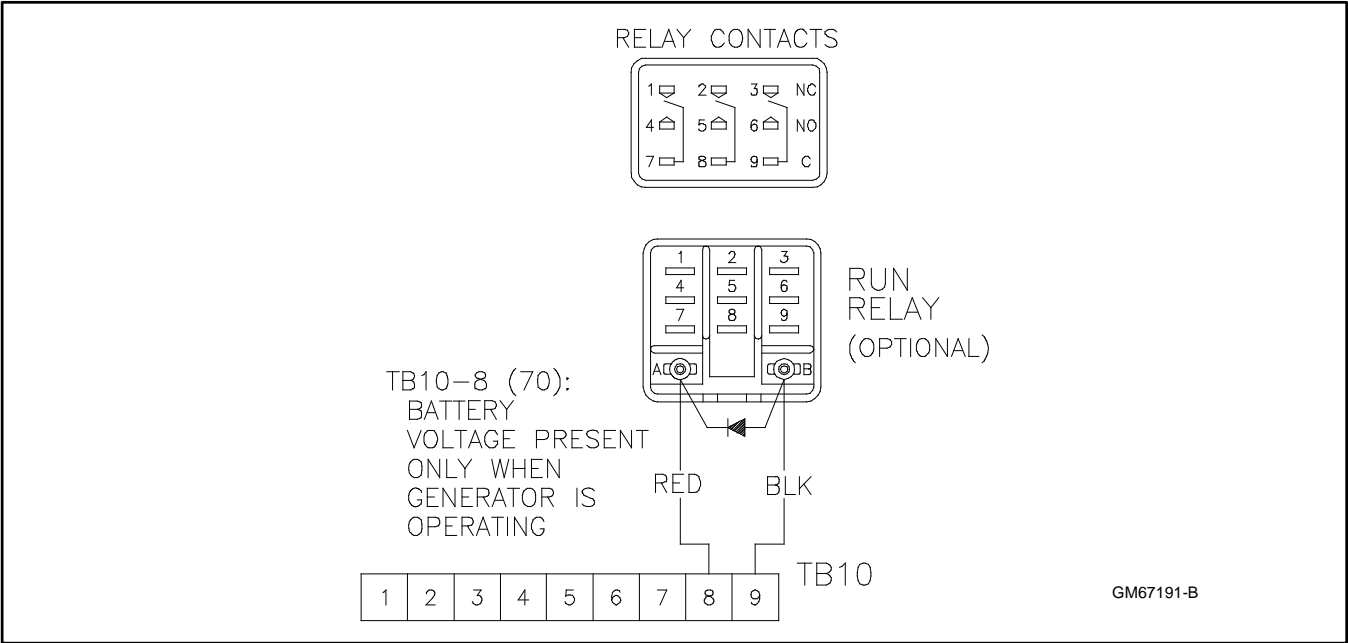 RELAY CONTACTS
1 2 3 NC
4 5 6 NO
7 8 9 C
1 2 3
4 5 6
7 8 9
A B
RUN
RELAY
(OPTIONAL)
TB10-8 (70):
BATTERY
VOLTAGE PRESENT
ONLY WHEN
GENERATOR IS
OPERATING
RED BLK
TB10
1 2 3 4 5 6 7 8 9
GM67191-B